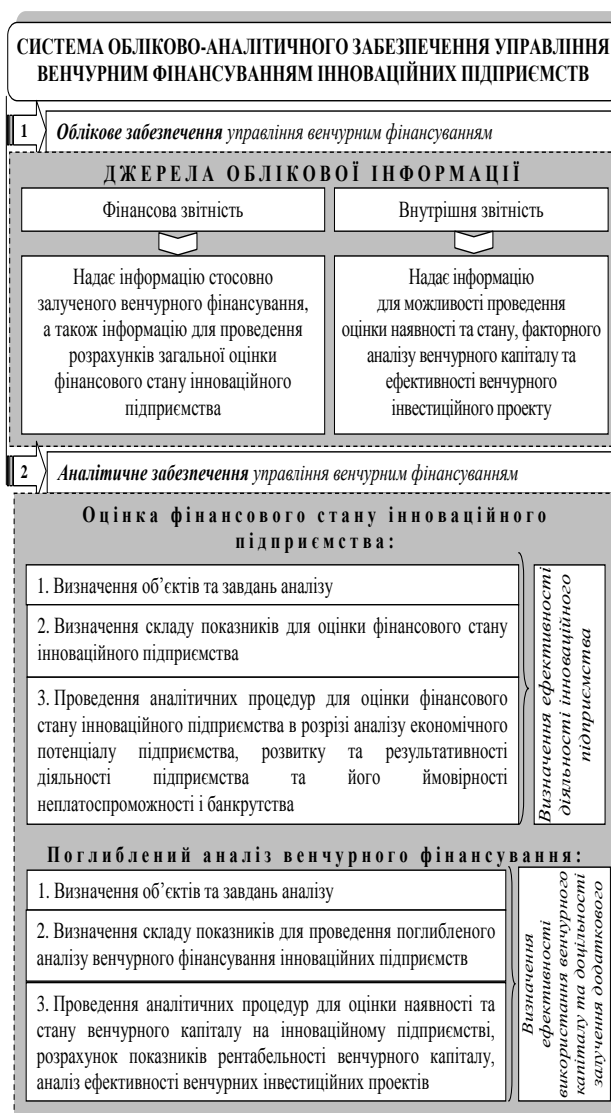 СИСТЕМА ОБЛІКОВО-АНАЛІТИЧНОГО ЗАБЕЗПЕЧЕННЯ УПРАВЛІННЯ
ВЕНЧУРНИМ ФІНАНСУВАННЯМ ІННОВАЦІЙНИХ ПІДПРИЄМСТВ
1
Облікове забезпечення управління венчурним фінансуванням
ДЖЕРЕЛА ОБЛІКОВОЇ ІНФОРМАЦІЇ
Фінансова звітність
Надає інформацію стосовно
залученого венчурного фінансування,
а також інформацію для проведення
розрахунків загальної оцінки
фінансового стану інноваційного
підприємства
Внутрішня звітність
Надає інформацію
для можливості проведення
оцінки наявності та стану, факторного
аналізу венчурного капіталу та
ефективності венчурного
інвестиційного проекту
2
Аналітичне забезпечення управління венчурним фінансуванням
Оцінка фінансового стану інноваційного
підприємства:
1. Визначення об’єктів та завдань аналізу
2. Визначення складу показників для оцінки фінансового стану
інноваційного підприємства
3. Проведення аналітичних процедур для оцінки фінансового
стану інноваційного підприємства в розрізі аналізу економічного
потенціалу підприємства, розвитку та результативності
діяльності підприємства та його ймовірності
неплатоспроможності і банкрутства
Визначення ефективності
діяльності інноваційного
підприємства
Поглиблений аналіз венчурного фінансування:
1. Визначення об’єктів та завдань аналізу
2. Визначення складу показників для проведення поглибленого
аналізу венчурного фінансування інноваційних підприємств
3. Проведення аналітичних процедур для оцінки наявності та
стану венчурного капіталу на інноваційному підприємстві,
розрахунок показників рентабельності венчурного капіталу,
аналіз ефективності венчурних інвестиційних проектів
Визначення
ефективності
використання венчурного
капіталу та доцільності
залучення додаткового